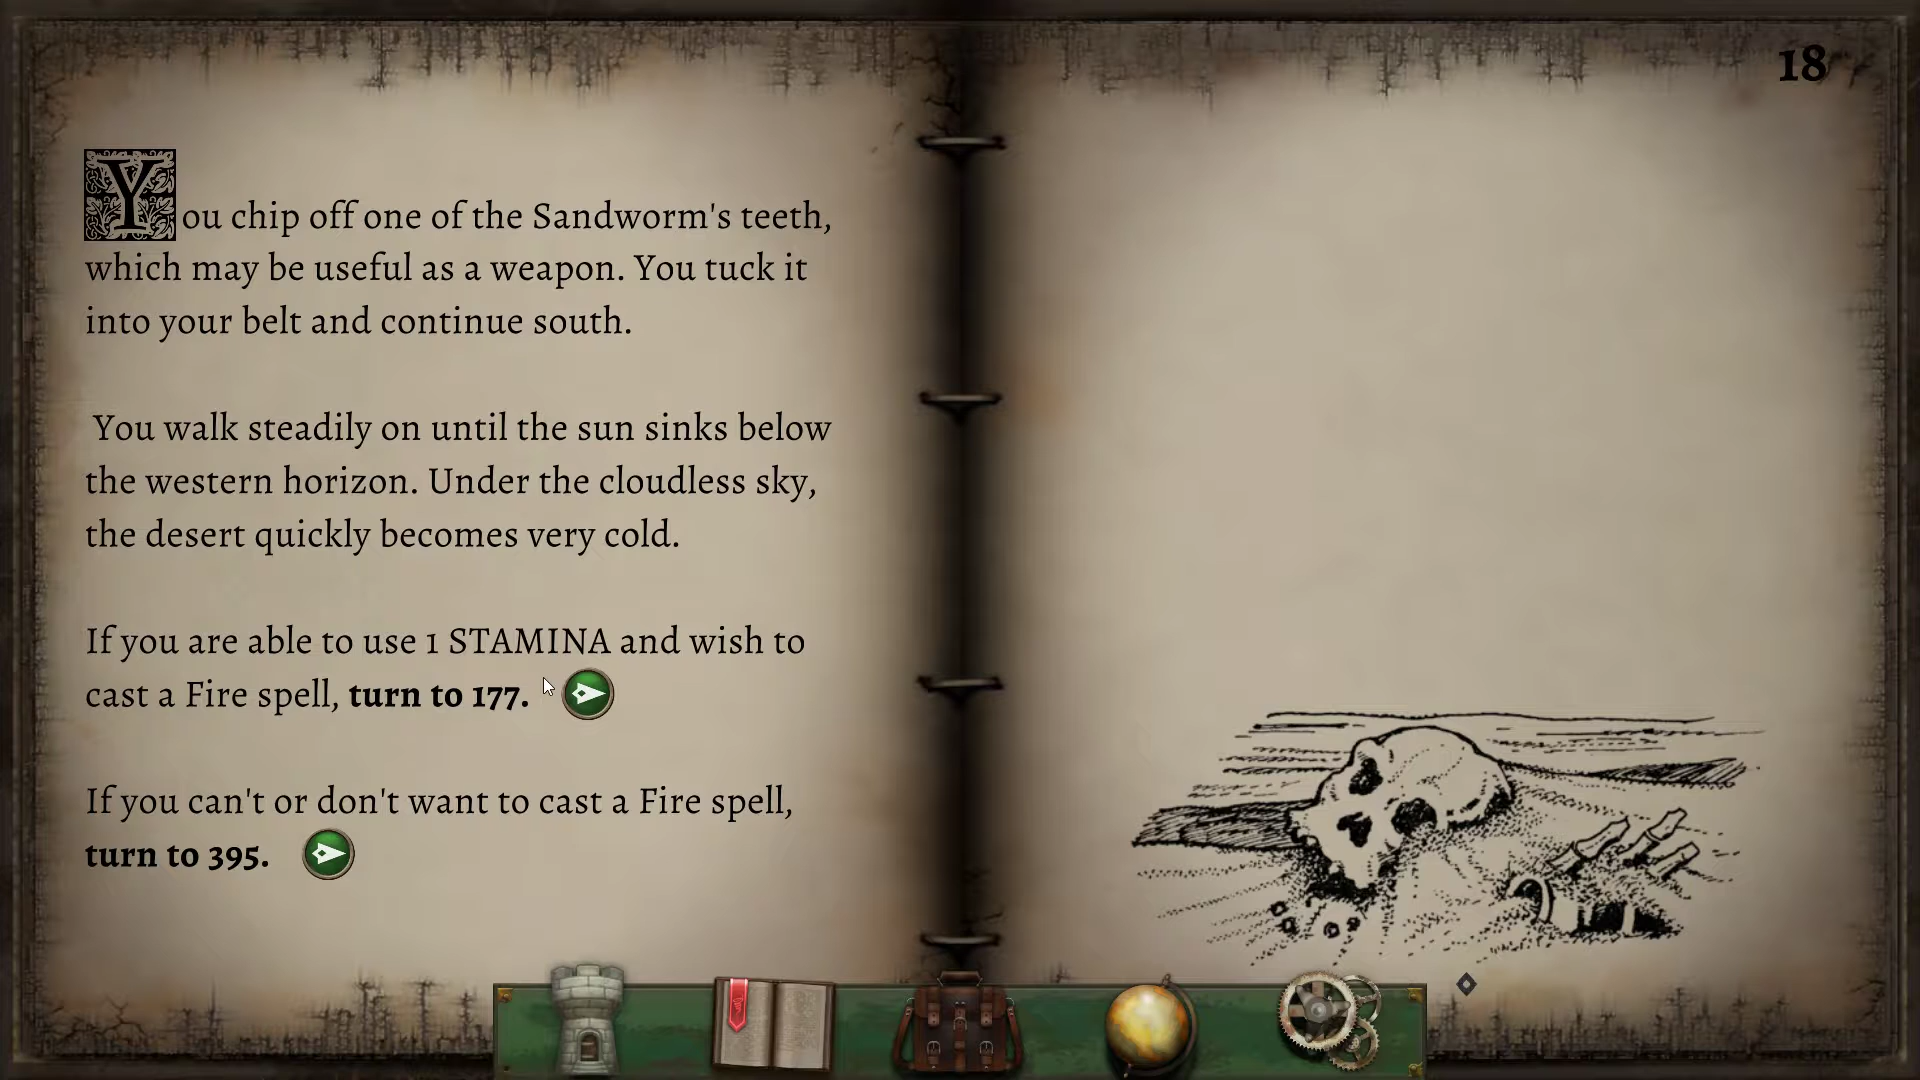 18
You chip off one of the Sandworm's teeth,
which may be useful as a weapon. You tuck it
into your belt and continue south.
You walk steadily on until the sun sinks below
the western horizon. Under the cloudless sky,
the desert quickly becomes very cold.
If you are able to use 1 STAMINA and wish to
cast a Fire spell, turn to 177.
If you can't or don't want to cast a Fire spell,
turn to 395.